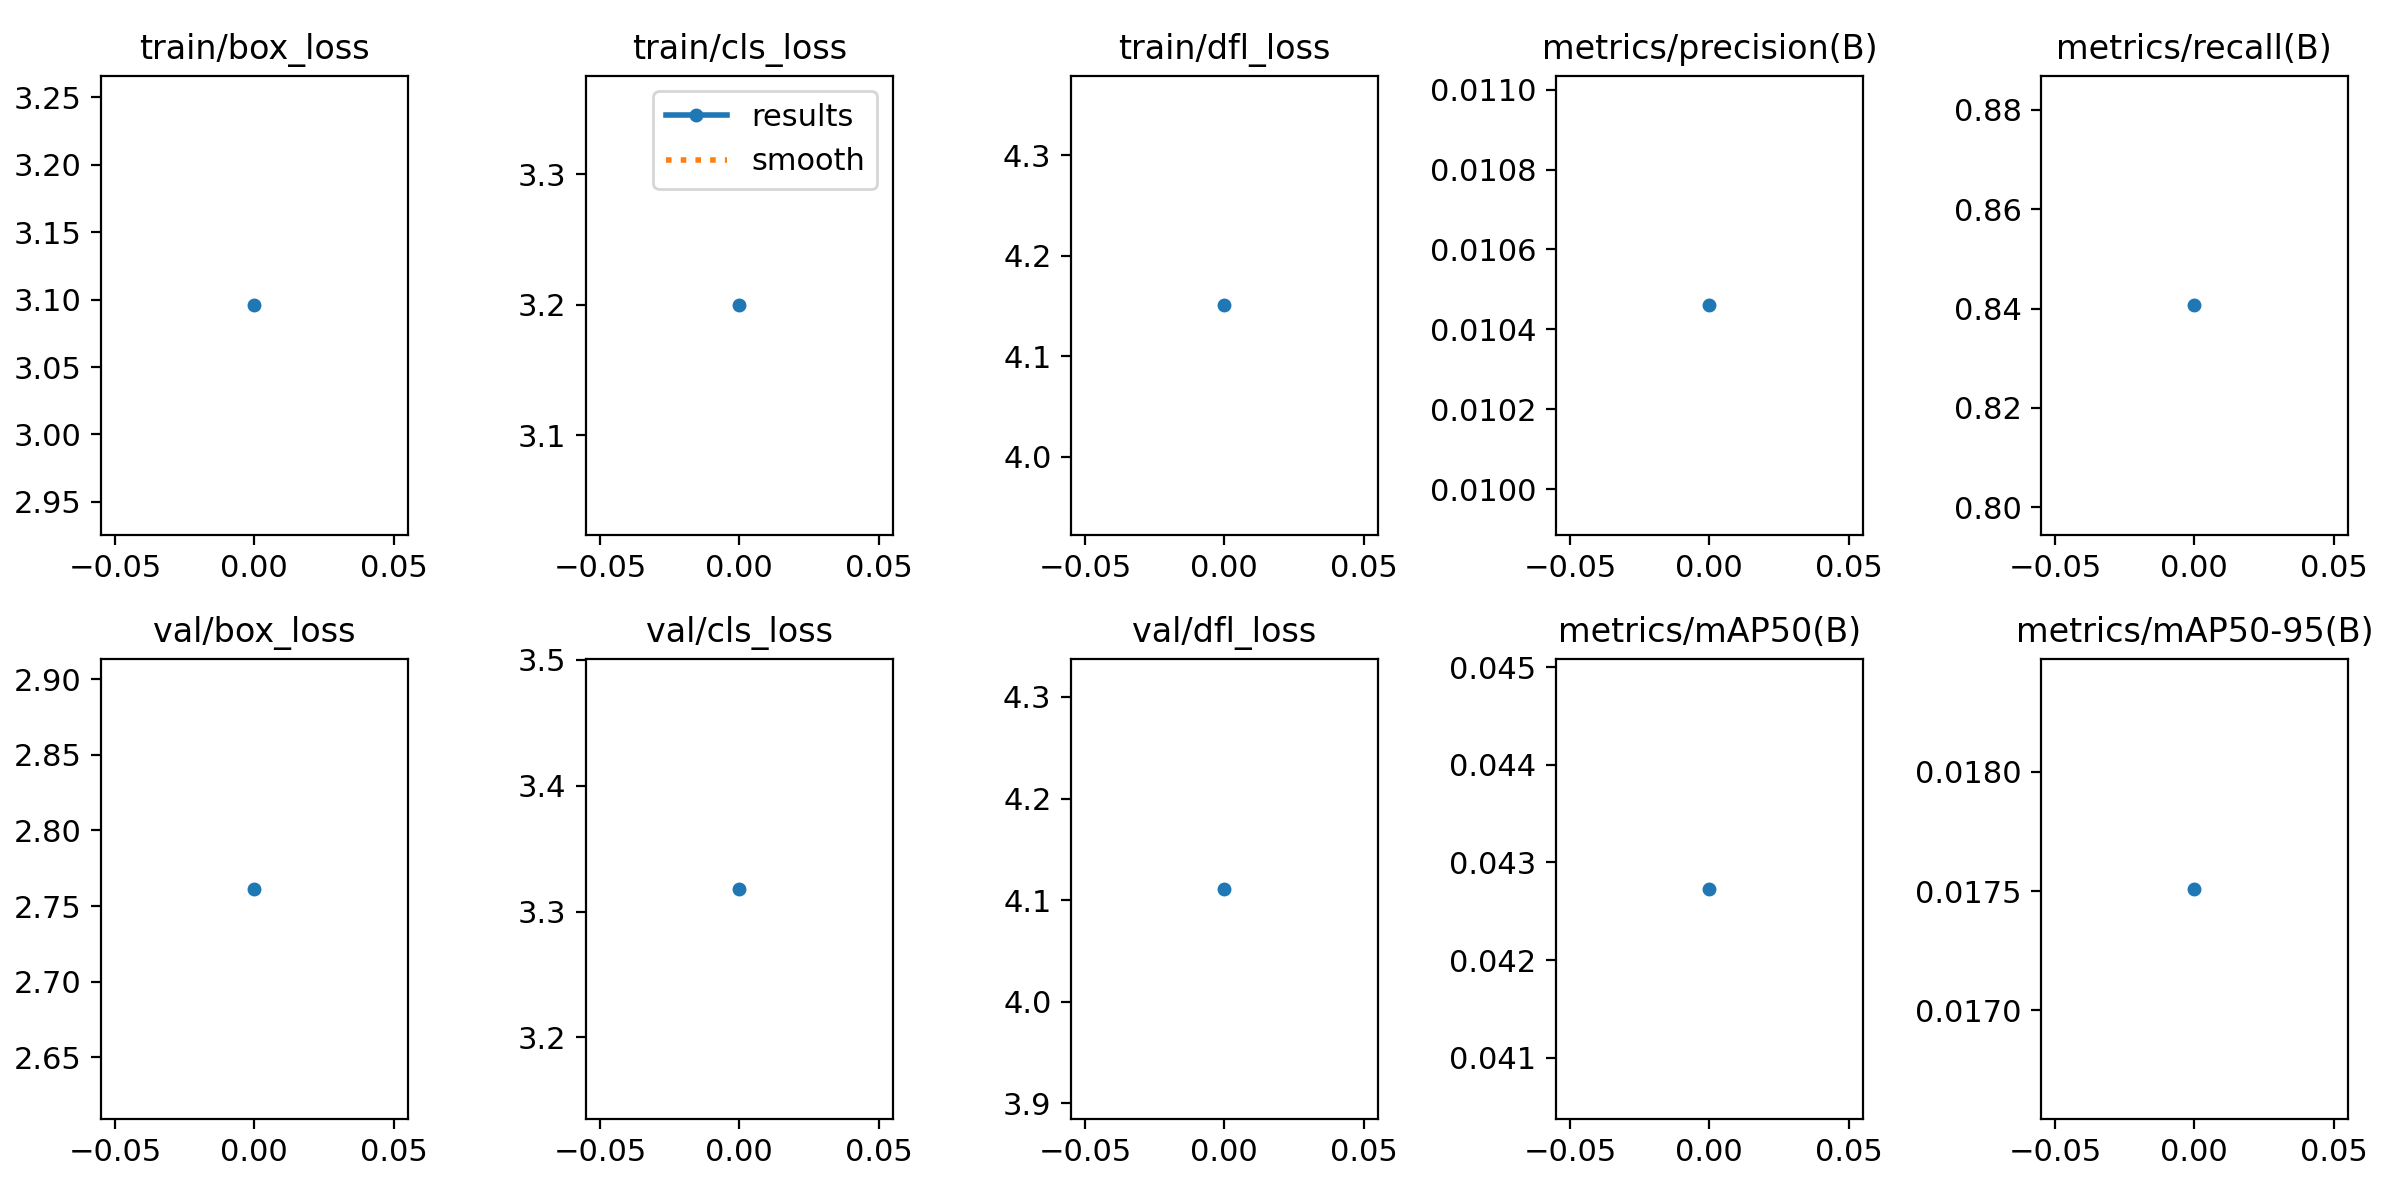 train/box_loss
3.25
3.20
3.15
3.10
3.05
3.00
2.95
−0.05 0.00 0.05
train/cls_loss
results
smooth
3.3
3.2
3.1
−0.05 0.00 0.05
train/dfl_loss
4.3
4.2
4.1
4.0
−0.05 0.00 0.05
metrics/precision(B)
0.0110
0.0108
0.0106
0.0104
0.0102
0.0100
−0.05 0.00 0.05
metrics/recall(B)
0.88
0.86
0.84
0.82
0.80
−0.05 0.00 0.05
val/box_loss
2.90
2.85
2.80
2.75
2.70
2.65
−0.05 0.00 0.05
val/cls_loss
3.5
3.4
3.3
3.2
−0.05 0.00 0.05
val/dfl_loss
4.3
4.2
4.1
4.0
3.9
−0.05 0.00 0.05
metrics/mAP50(B)
0.045
0.044
0.043
0.042
0.041
−0.05 0.00 0.05
metrics/mAP50-95(B)
0.0180
0.0175
0.0170
−0.05 0.00 0.05